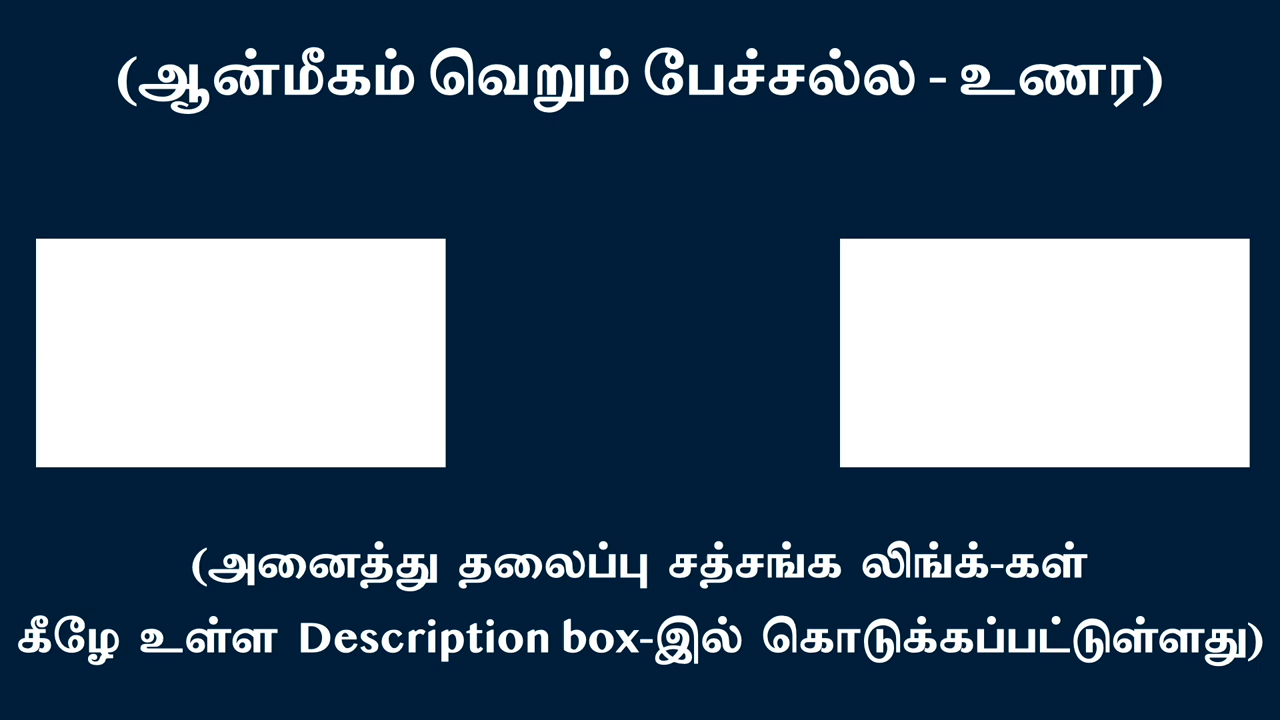 (ஆன்மீகம் வெறும் பேச்சல்ல - உணர)
(அனைத்து தலைப்பு சத்சங்க லிங்க்-கள்
கீழே உள்ள Description box-இல் கொடுக்கப்பட்டுள்ளது)